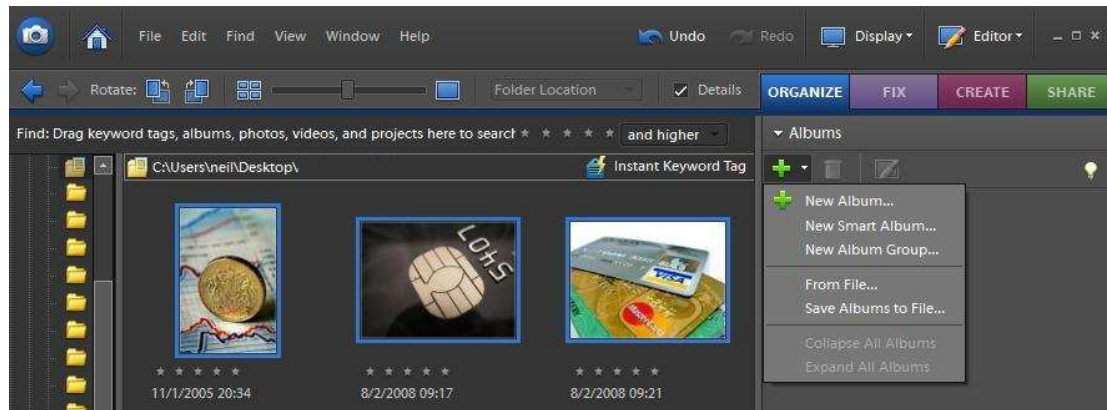 File Edit Find View Window Help Undo Redo Display Editor
Rotate: Folder Location Details ORGANIZE FIX CREATE SHARE
Find: Drag keyword tags, albums, photos, videos, and projects here to search and higher
Albums
C:\Users\neil\Desktop\ Instant Keyword Tag
New Album...
New Smart Album...
New Album Group...
From File...
Save Albums to File...
Collapse All Albums
Expand All Albums
5407
VISA
MasterCard
11/1/2005 20:34 8/2/2008 09:17 8/2/2008 09:21